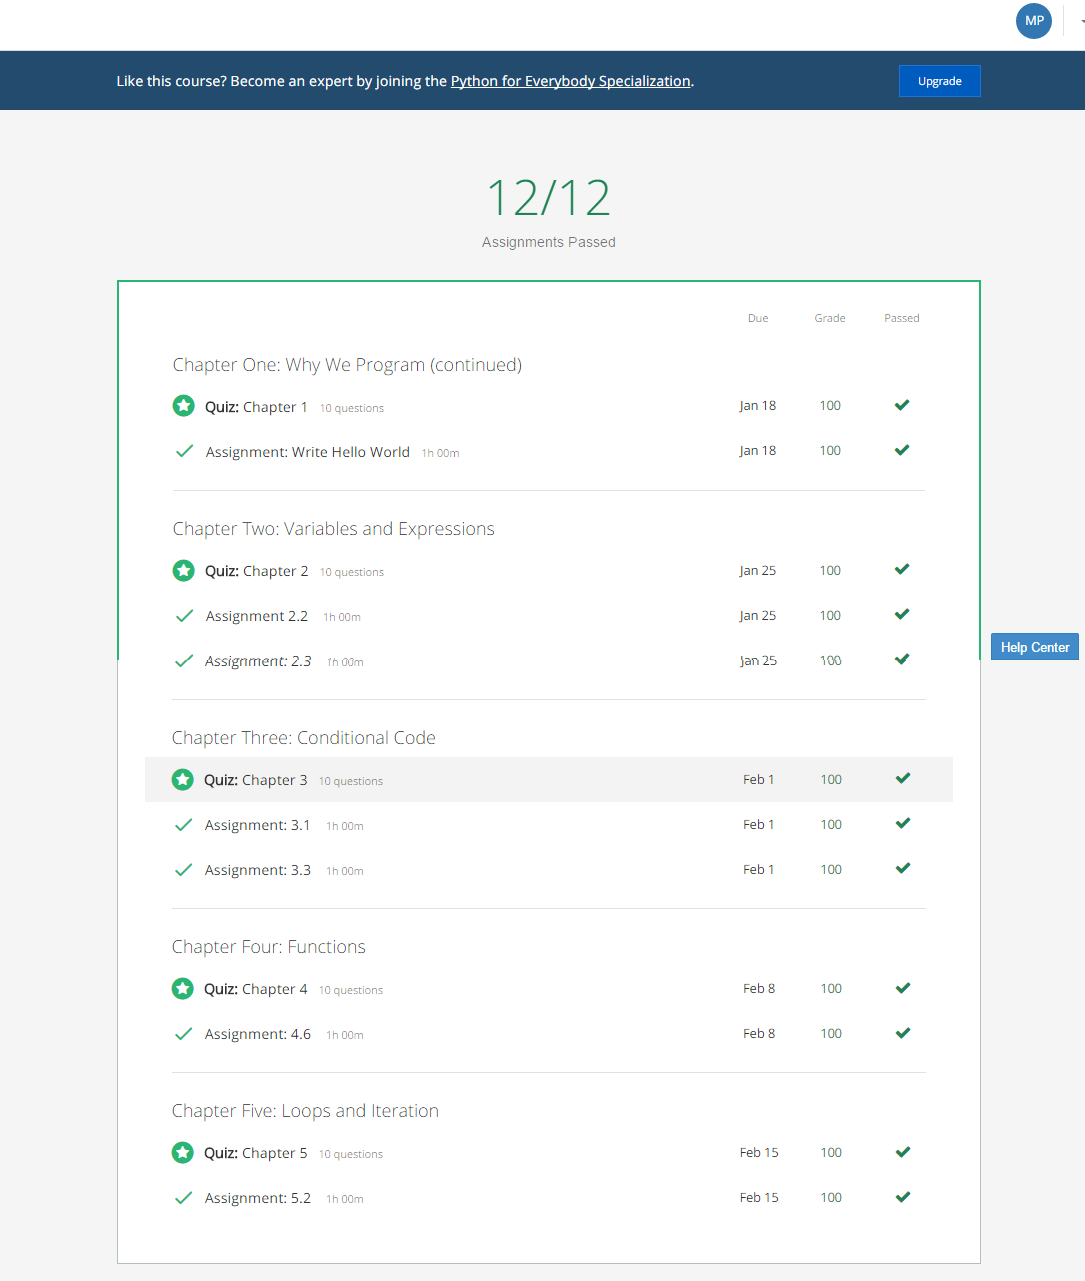 MP
Like this course? Become an expert by joining the Python for Everybody Specialization.
Upgrade
12/12
Assignments Passed
Due Grade Passed
Chapter One: Why We Program (continued)
Quiz: Chapter 1 10 questions Jan 18 100
Assignment: Write Hello World 1h 00m Jan 18 100
Chapter Two: Variables and Expressions
Quiz: Chapter 2 10 questions Jan 25 100
Assignment 2.2 1h 00m Jan 25 100
Assignment: 2.3 1h 00m Jan 25 100
Help Center
Chapter Three: Conditional Code
Quiz: Chapter 3 10 questions Feb 1 100
Assignment: 3.1 1h 00m Feb 1 100
Assignment: 3.3 1h 00m Feb 1 100
Chapter Four: Functions
Quiz: Chapter 4 10 questions Feb 8 100
Assignment: 4.6 1h 00m Feb 8 100
Chapter Five: Loops and Iteration
Quiz: Chapter 5 10 questions Feb 15 100
Assignment: 5.2 1h 00m Feb 15 100